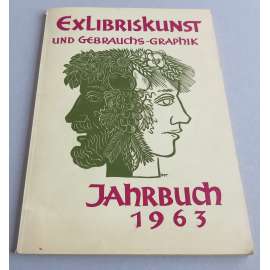 EXLIBRISKUNST
UND GEBRAUCHS-GRAPHIK
JAHRBUCH
1963